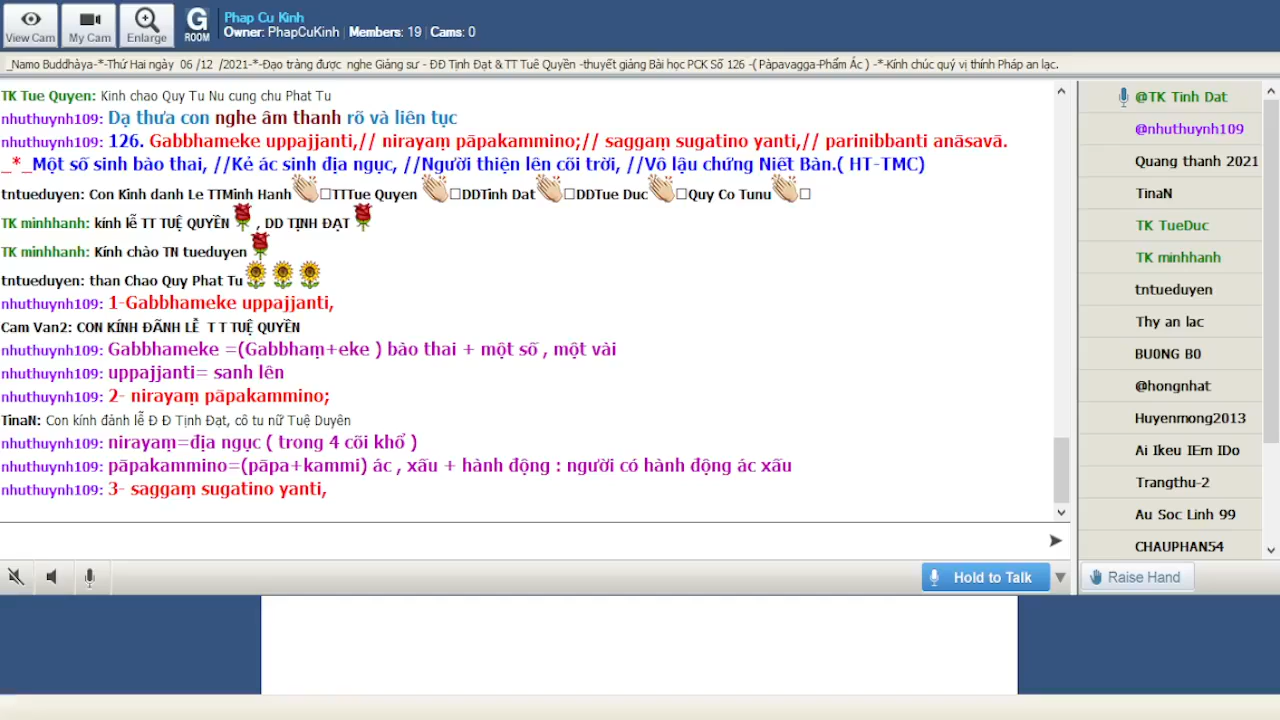 View Cam
My Cam
Enlarge
G
ROOM
Phap Cu Kinh
Owner: PhapCuKinh | Members: 19 | Cams: 0
_Namo Buddhàya-*-Thứ Hai ngày 06 /12 /2021-*-Đạo tràng được nghe Giảng sư - ĐĐ Tịnh Đạt & TT Tuệ Quyền -thuyết giảng Bài học PCK Số 126 -( Pàpavagga-Phẩm Ác ) -*-Kính chúc quý vị thính Pháp an lạc.
TK Tue Quyen: Kinh chao Quy Tu Nu cung chu Phat Tu
nhuthuynh109: Dạ thưa con nghe âm thanh rõ và liên tục
nhuthuynh109: 126. Gabbhameke uppajjanti,// nirayaṃ pāpakammino;// saggaṃ sugatino yanti,// parinibbanti anāsavā.
_*_Một số sinh bào thai, //Kẻ ác sinh địa ngục, //Người thiện lên cõi trời, //Vô lậu chứng Niết Bàn.( HT-TMC)
tntueduyen: Con Kinh danh Le TTMinh Hanh👏□TTTue Quyen 👏□DDTinh Dat👏□DDTue Duc👏□Quy Co Tunu👏□
TK minhhanh: kính lễ TT TUỆ QUYỀN🌹, DD TỊNH ĐẠT🌹
TK minhhanh: Kính chào TN tueduyen🌹
tntueduyen: than Chao Quy Phat Tu🌻🌻🌻
nhuthuynh109: 1-Gabbhameke uppajjanti,
Cam Van2: CON KÍNH ĐÃNH LỄ T T TUỆ QUYỀN
nhuthuynh109: Gabbhameke =(Gabbhaṃ+eke ) bào thai + một số , một vài
nhuthuynh109: uppajjanti= sanh lên
nhuthuynh109: 2- nirayaṃ pāpakammino;
TinaN: Con kính đảnh lễ Đ Đ Tịnh Đạt, cô tu nữ Tuệ Duyên
nhuthuynh109: nirayaṃ=địa ngục ( trong 4 cõi khổ )
nhuthuynh109: pāpakammino=(pāpa+kammi) ác , xấu + hành động : người có hành động ác xấu
nhuthuynh109: 3- saggaṃ sugatino yanti,
@TK Tinh Dat
@nhuthuynh109
Quang thanh 2021
TinaN
TK TueDuc
TK minhhanh
tntueduyen
Thy an lac
BU0NG B0
@hongnhat
Huyenmong2013
Ai Ikeu IEm IDo
Trangthu-2
Au Soc Linh 99
CHAUPHAN54
Hold to Talk
Raise Hand